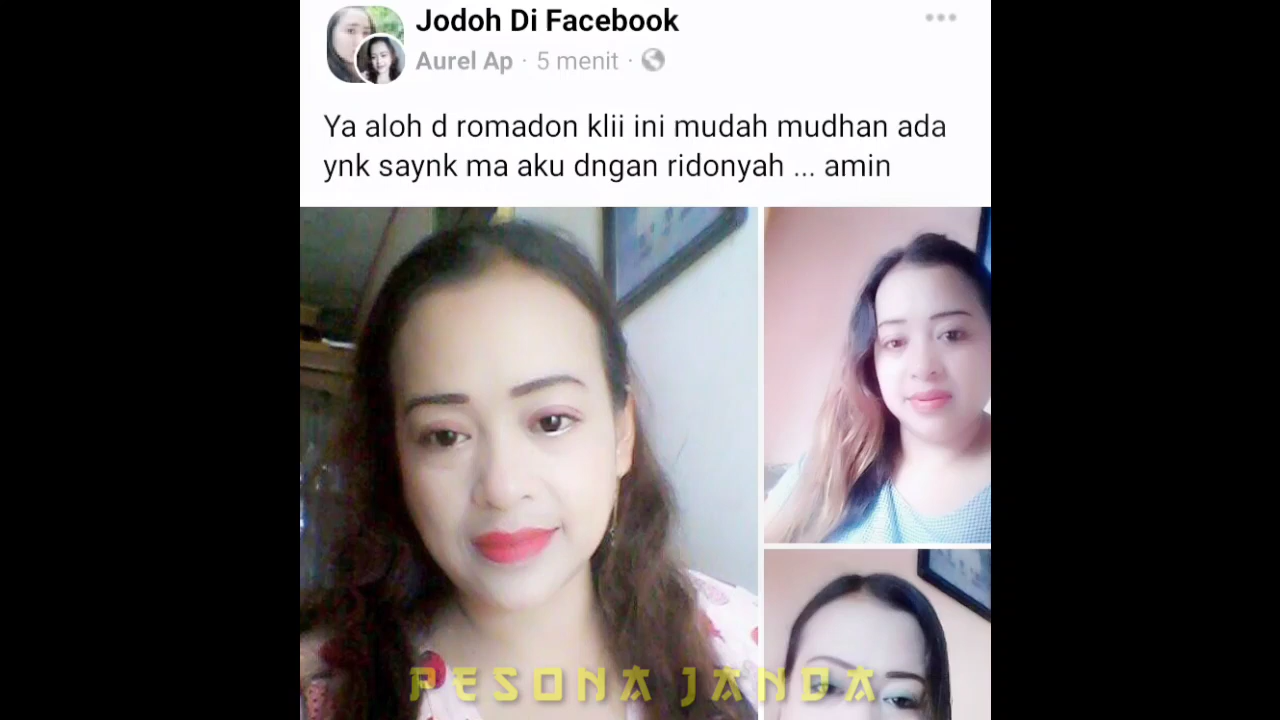 Jodoh Di Facebook
Aurel Ap · 5 menit ·
Ya aloh d romadon klii ini mudah mudhan ada
ynk saynk ma aku dngan ridonyah ... amin
PESONA JANDA